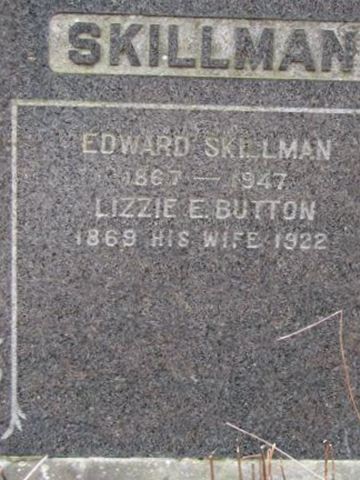 SKILLMAN
EDWARD SKILLMAN
1867 — 1947
LIZZIE E. BUTTON
1869 HIS WIFE 1922